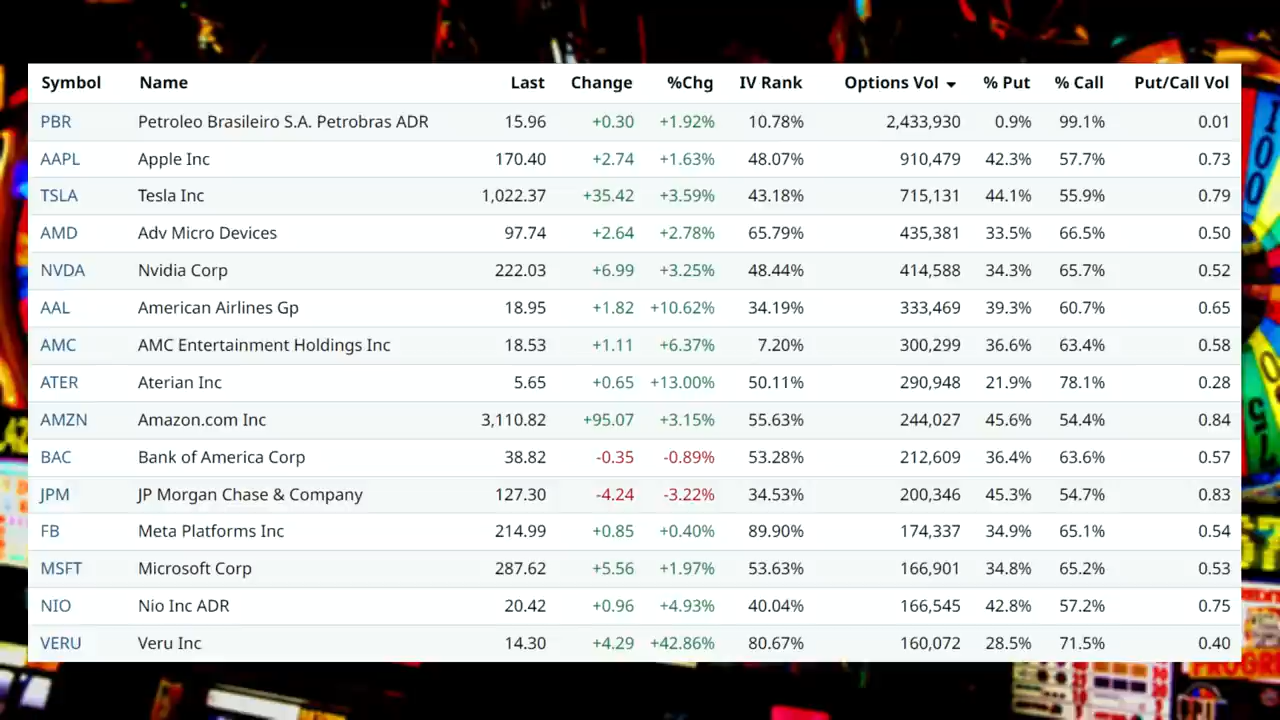 Symbol Name Last Change %Chg IV Rank Options Vol % Put % Call Put/Call Vol
PBR Petroleo Brasileiro S.A. Petrobras ADR 15.96 +0.30 +1.92% 10.78% 2,433,930 0.9% 99.1% 0.01
AAPL Apple Inc 170.40 +2.74 +1.63% 48.07% 910,479 42.3% 57.7% 0.73
TSLA Tesla Inc 1,022.37 +35.42 +3.59% 43.18% 715,131 44.1% 55.9% 0.79
AMD Adv Micro Devices 97.74 +2.64 +2.78% 65.79% 435,381 33.5% 66.5% 0.50
NVDA Nvidia Corp 222.03 +6.99 +3.25% 48.44% 414,588 34.3% 65.7% 0.52
AAL American Airlines Gp 18.95 +1.82 +10.62% 34.19% 333,469 39.3% 60.7% 0.65
AMC AMC Entertainment Holdings Inc 18.53 +1.11 +6.37% 7.20% 300,299 36.6% 63.4% 0.58
ATER Aterian Inc 5.65 +0.65 +13.00% 50.11% 290,948 21.9% 78.1% 0.28
AMZN Amazon.com Inc 3,110.82 +95.07 +3.15% 55.63% 244,027 45.6% 54.4% 0.84
BAC Bank of America Corp 38.82 -0.35 -0.89% 53.28% 212,609 36.4% 63.6% 0.57
JPM JP Morgan Chase & Company 127.30 -4.24 -3.22% 34.53% 200,346 45.3% 54.7% 0.83
FB Meta Platforms Inc 214.99 +0.85 +0.40% 89.90% 174,337 34.9% 65.1% 0.54
MSFT Microsoft Corp 287.62 +5.56 +1.97% 53.63% 166,901 34.8% 65.2% 0.53
NIO Nio Inc ADR 20.42 +0.96 +4.93% 40.04% 166,545 42.8% 57.2% 0.75
VERU Veru Inc 14.30 +4.29 +42.86% 80.67% 160,072 28.5% 71.5% 0.40